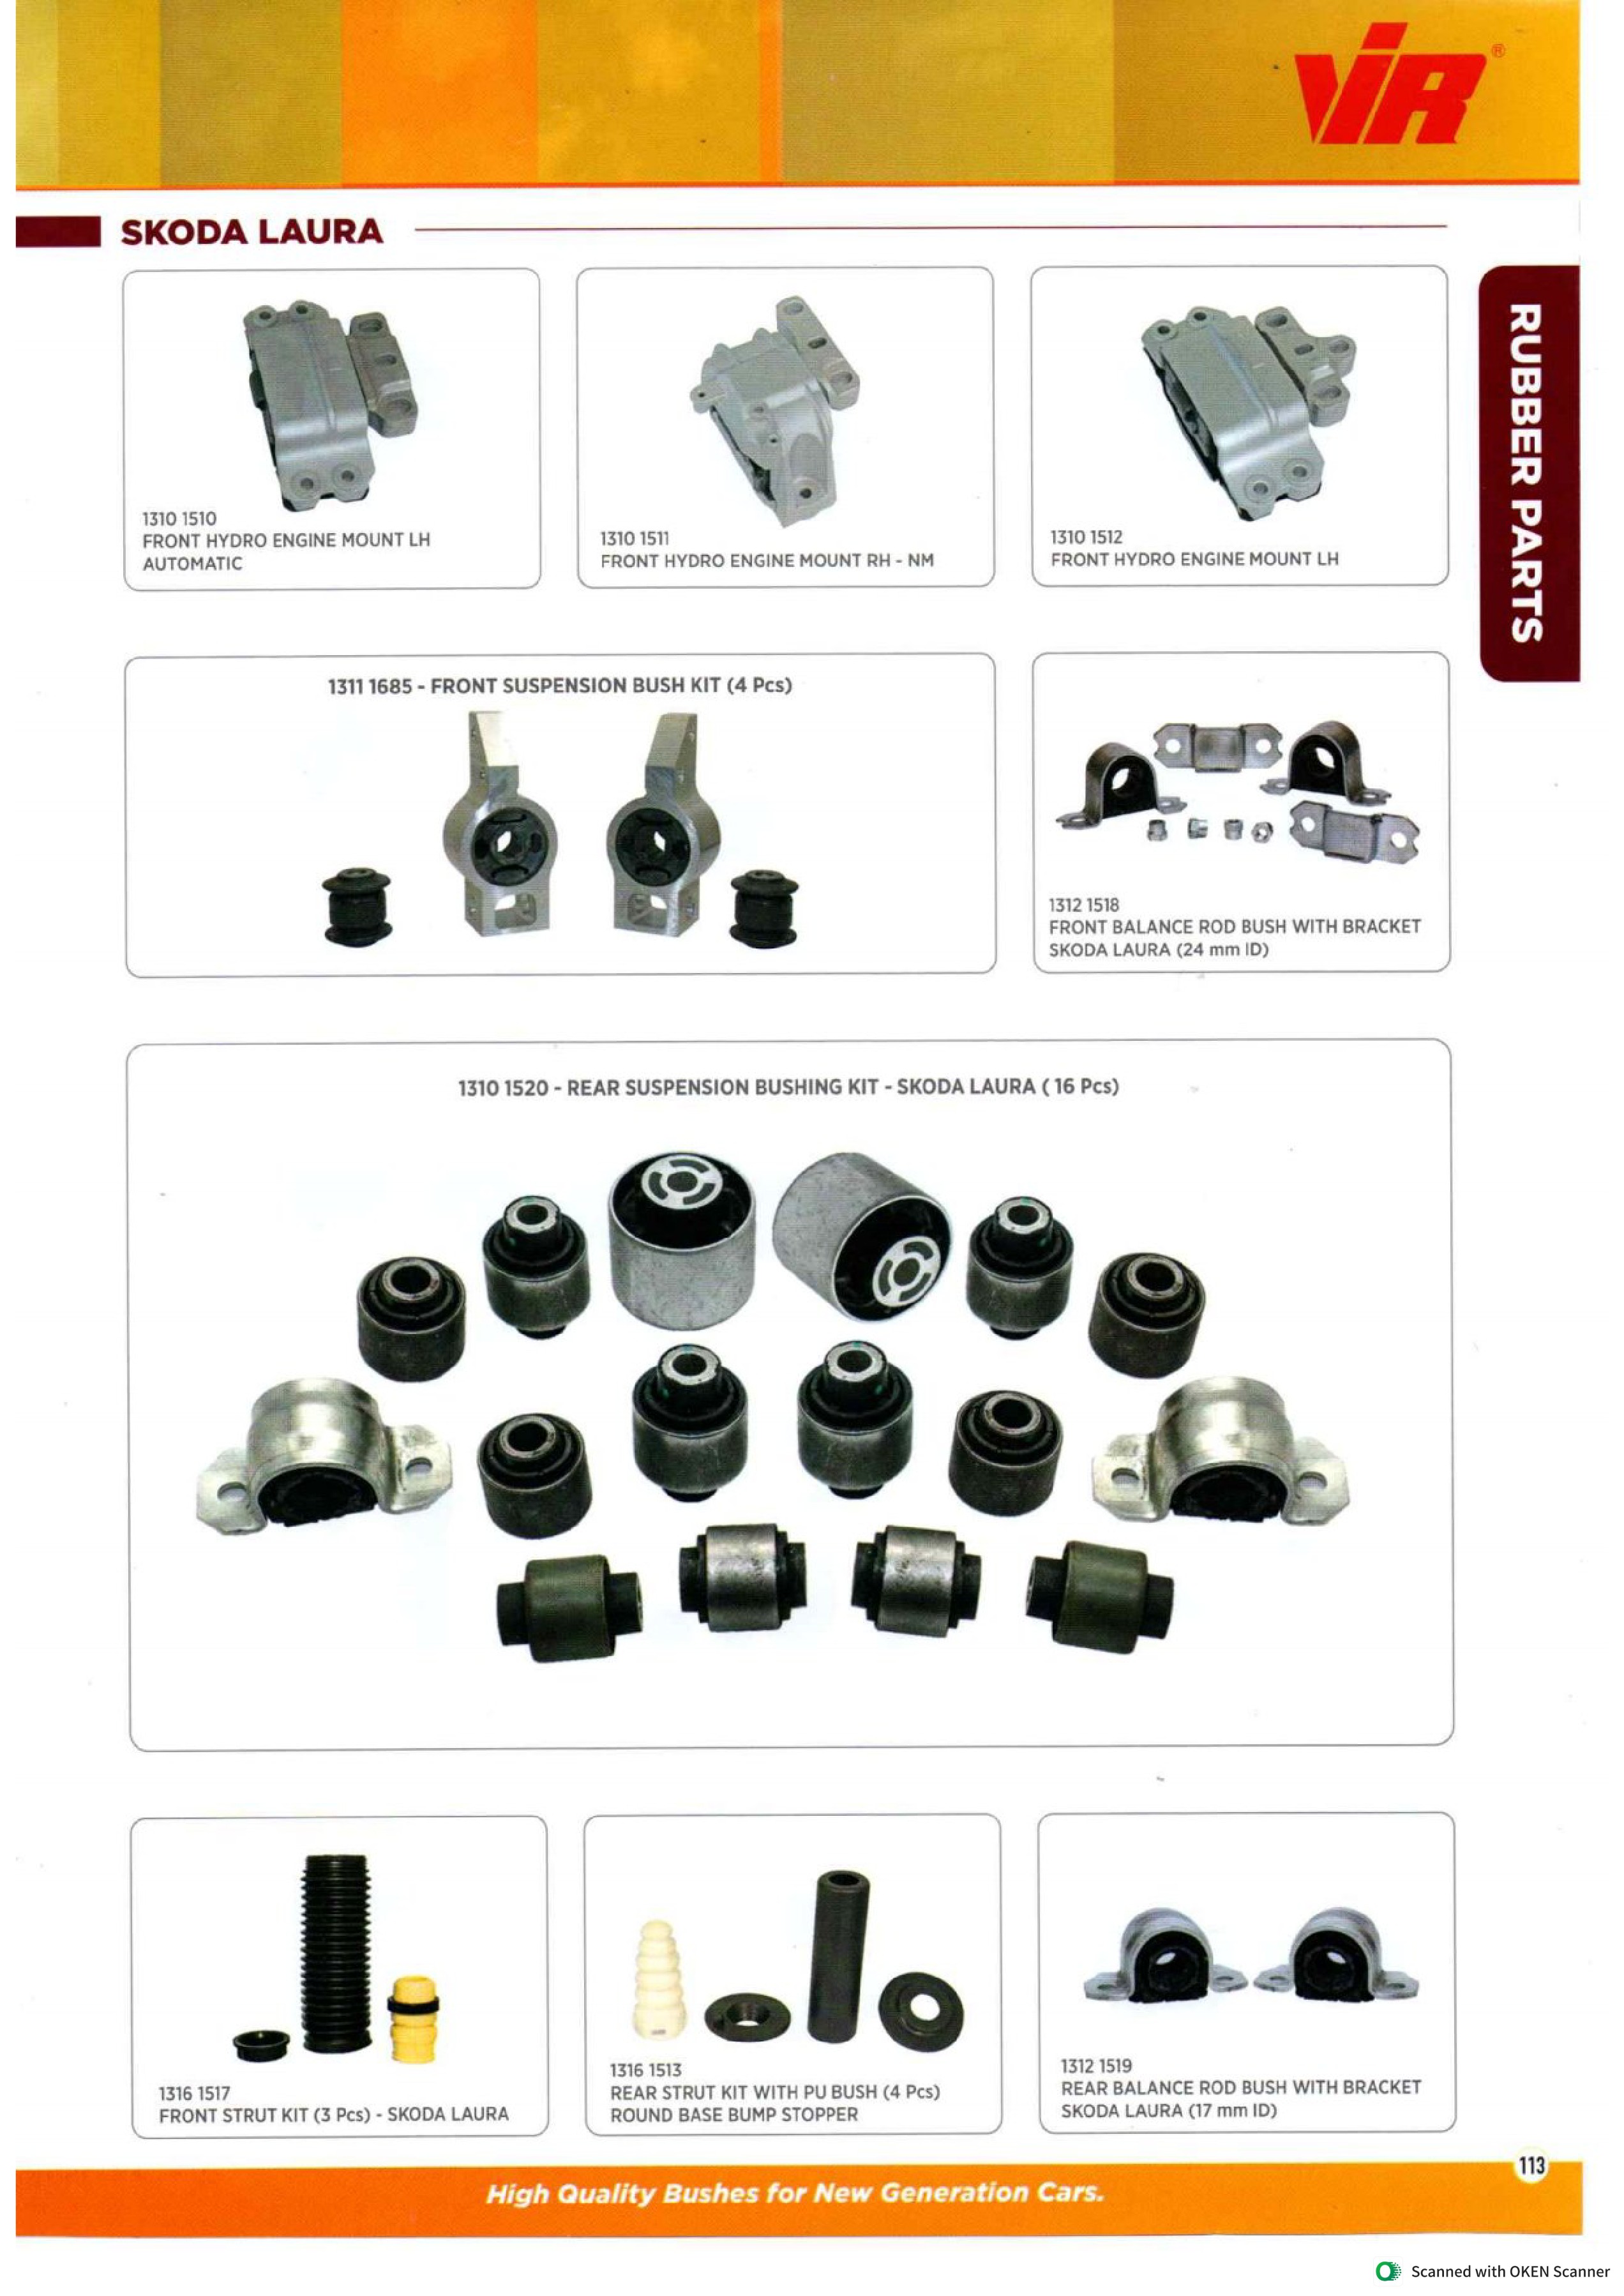 VIR®
SKODA LAURA
RUBBER PARTS
1310 1510
FRONT HYDRO ENGINE MOUNT LH
AUTOMATIC
1310 1511
FRONT HYDRO ENGINE MOUNT RH - NM
1310 1512
FRONT HYDRO ENGINE MOUNT LH
1311 1685 - FRONT SUSPENSION BUSH KIT (4 Pcs)
1312 1518
FRONT BALANCE ROD BUSH WITH BRACKET
SKODA LAURA (24 mm ID)
1310 1520 - REAR SUSPENSION BUSHING KIT - SKODA LAURA ( 16 Pcs)
1316 1517
FRONT STRUT KIT (3 Pcs) - SKODA LAURA
1316 1513
REAR STRUT KIT WITH PU BUSH (4 Pcs)
ROUND BASE BUMP STOPPER
1312 1519
REAR BALANCE ROD BUSH WITH BRACKET
SKODA LAURA (17 mm ID)
113
High Quality Bushes for New Generation Cars.
Scanned with OKEN Scanner